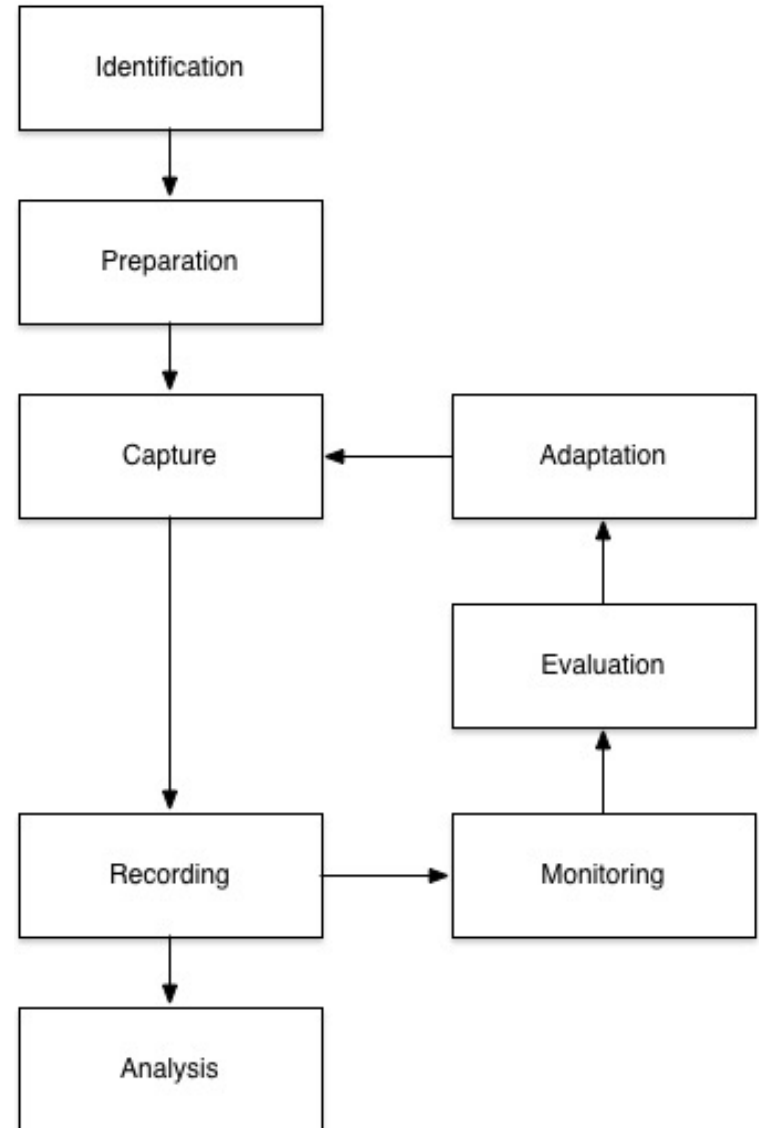 Identification
Preparation
Capture
Adaptation
Evaluation
Recording
Monitoring
Analysis